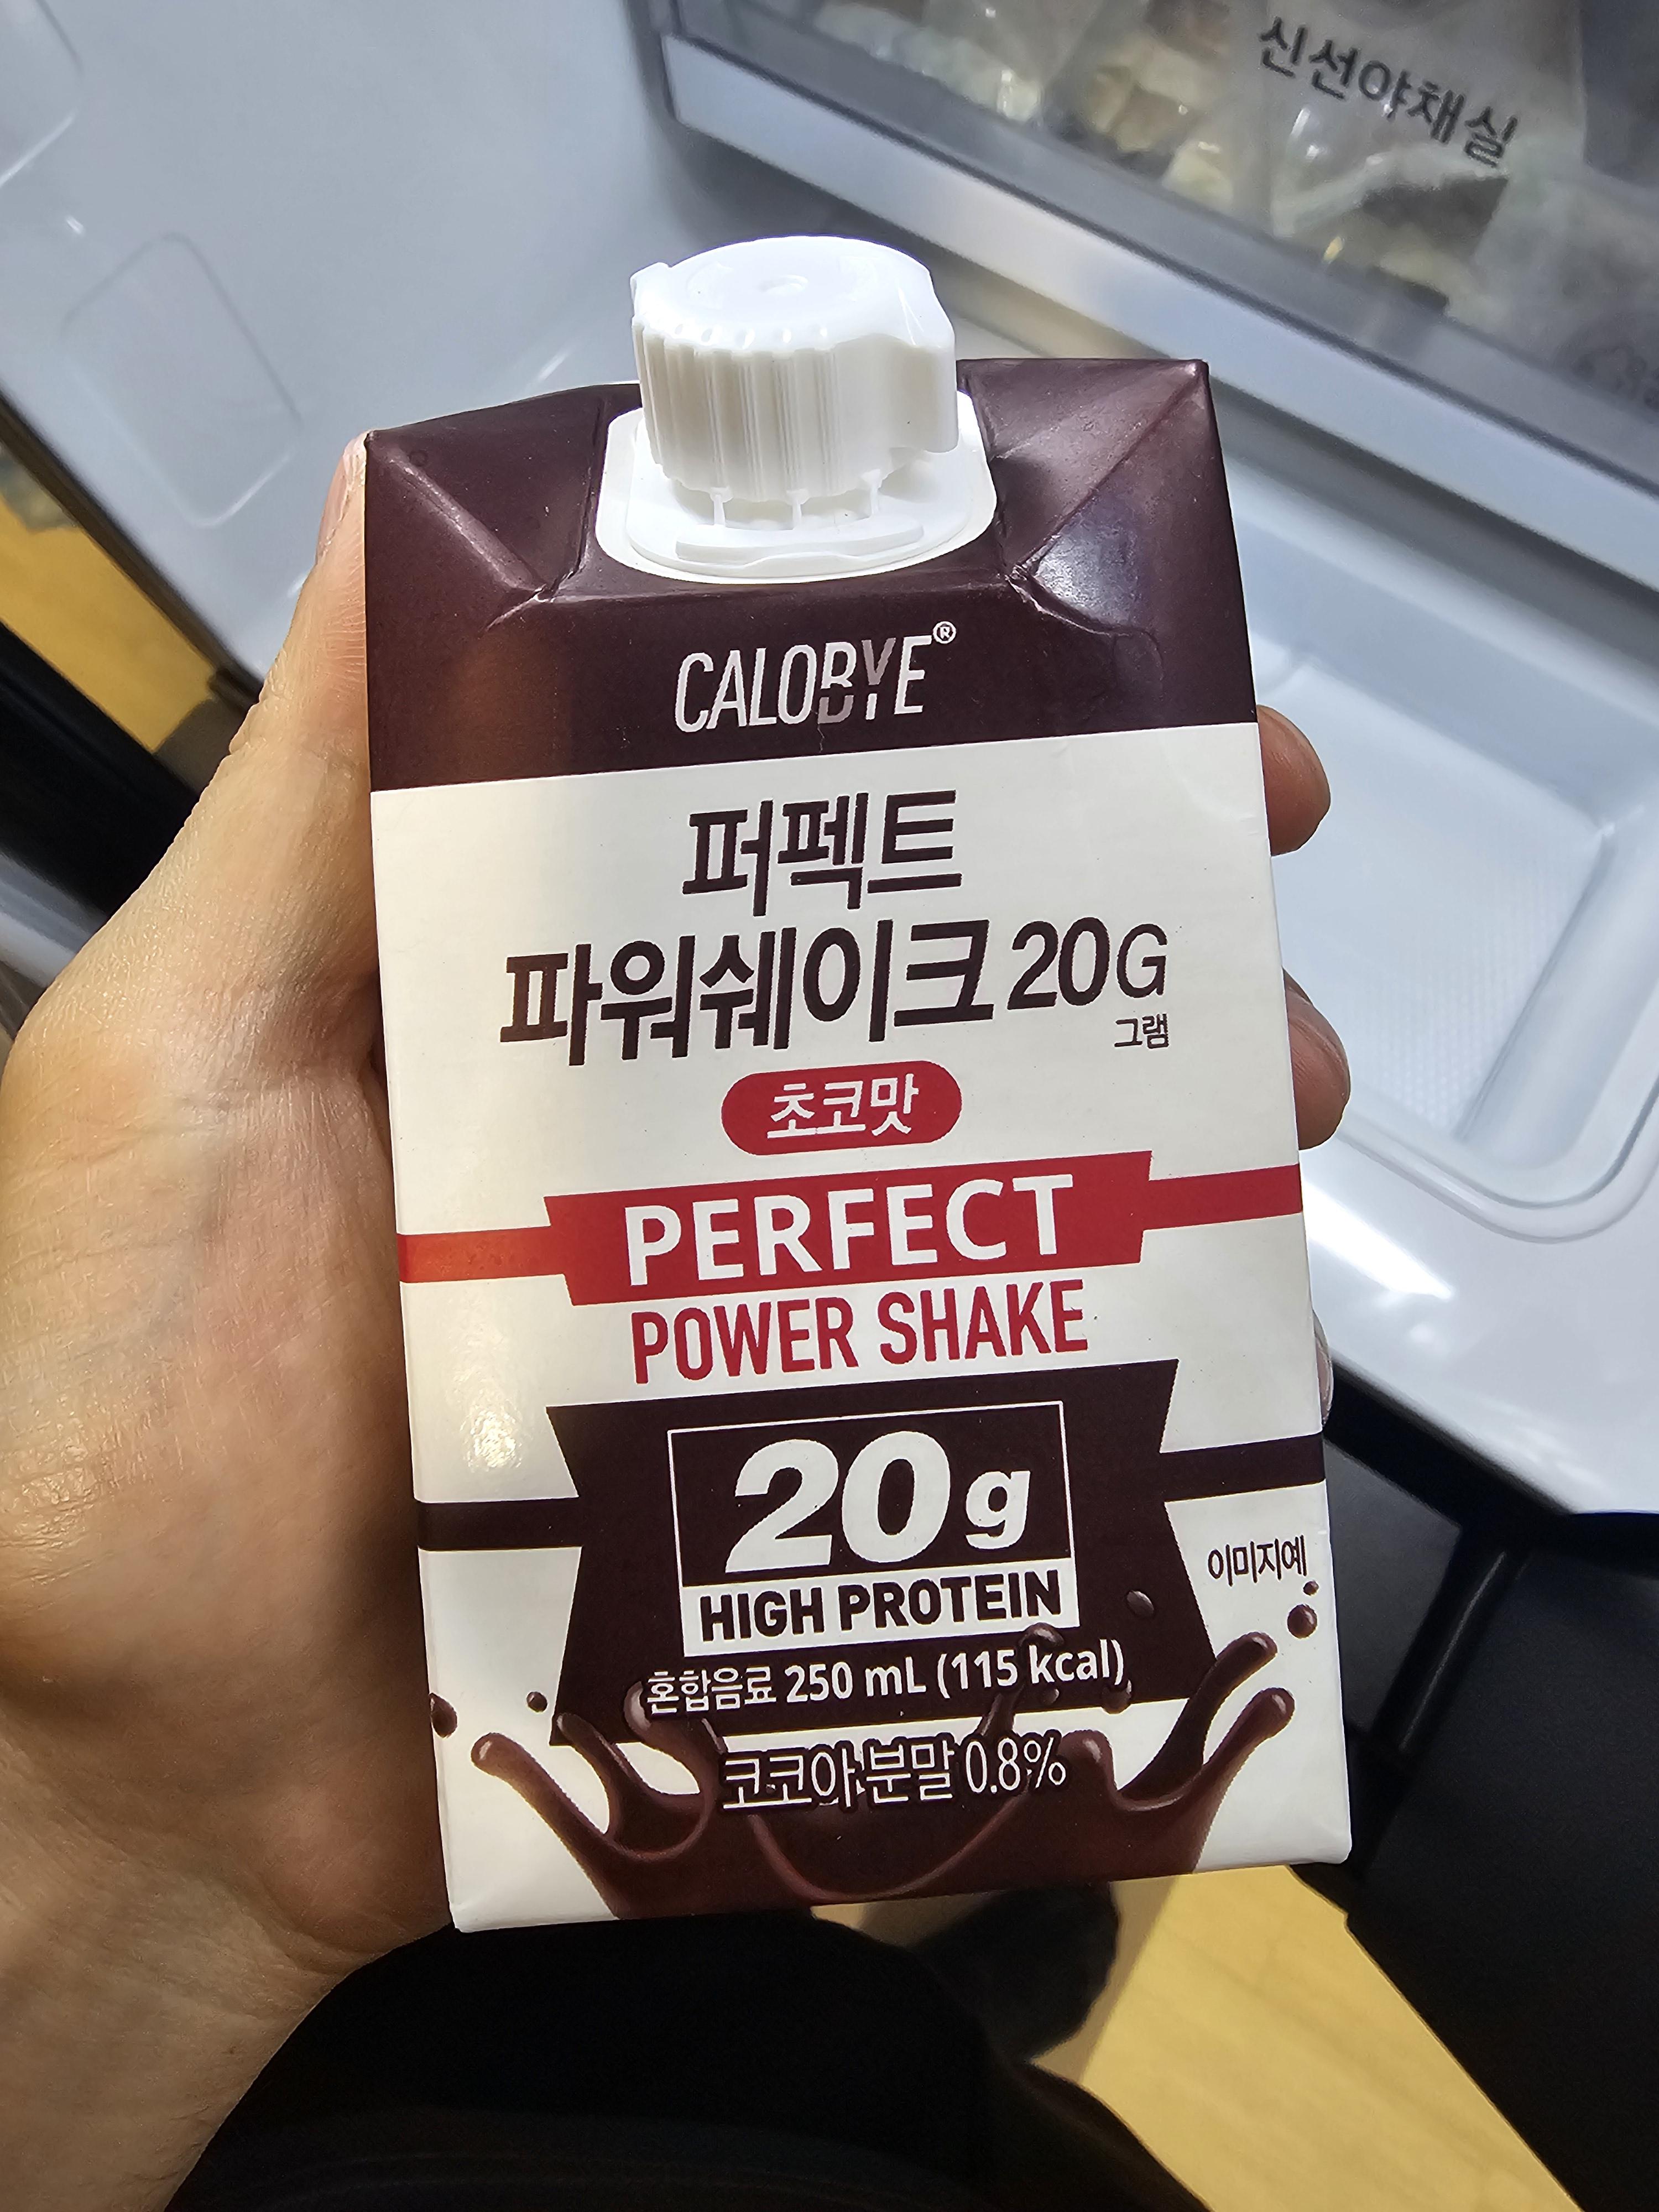 신선야채실
CALOBYE®
퍼펙트
파워쉐이크 20G
그램
초코맛
PERFECT
POWER SHAKE
20g
HIGH PROTEIN
이미지예
혼합음료 250 mL (115 kcal)
코코아분말 0.8%